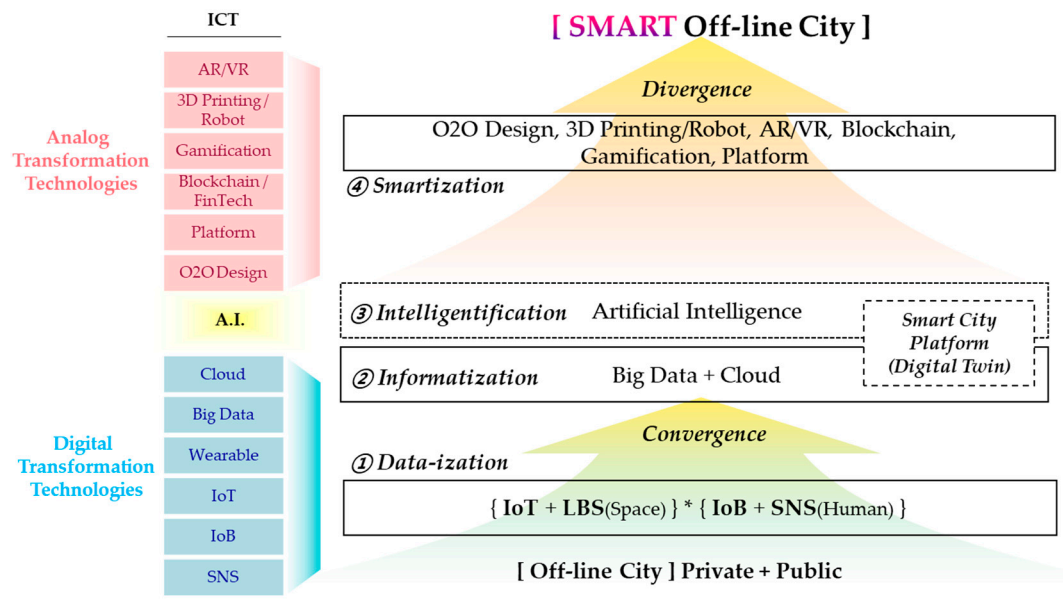 ICT
AR/VR
3D Printing /
Robot
Gamification
Blockchain /
FinTech
Platform
O2O Design
A.I.
Cloud
Big Data
Wearable
IoT
IoB
SNS
Analog
Transformation
Technologies
Digital
Transformation
Technologies
[ SMART Off-line City ]
Divergence
O2O Design, 3D Printing/Robot, AR/VR, Blockchain,
Gamification, Platform
④ Smartization
③ Intelligentification Artificial Intelligence
Smart City
Platform
(Digital Twin)
② Informatization Big Data + Cloud
Convergence
① Data-ization
{ IoT + LBS(Space) } * { IoB + SNS(Human) }
[ Off-line City ] Private + Public